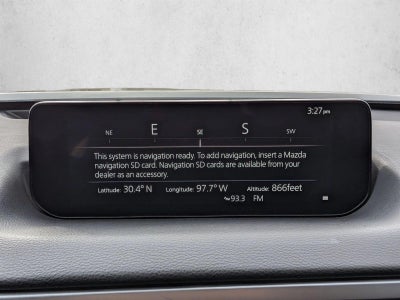 3:27pm
NE E SE S SW
This system is navigation ready. To add navigation, insert a Mazda
navigation SD card. Navigation SD cards are available from your
dealer as an accessory.
Latitude: 30.4° N Longitude: 97.7° W Altitude: 866feet
93.3 FM